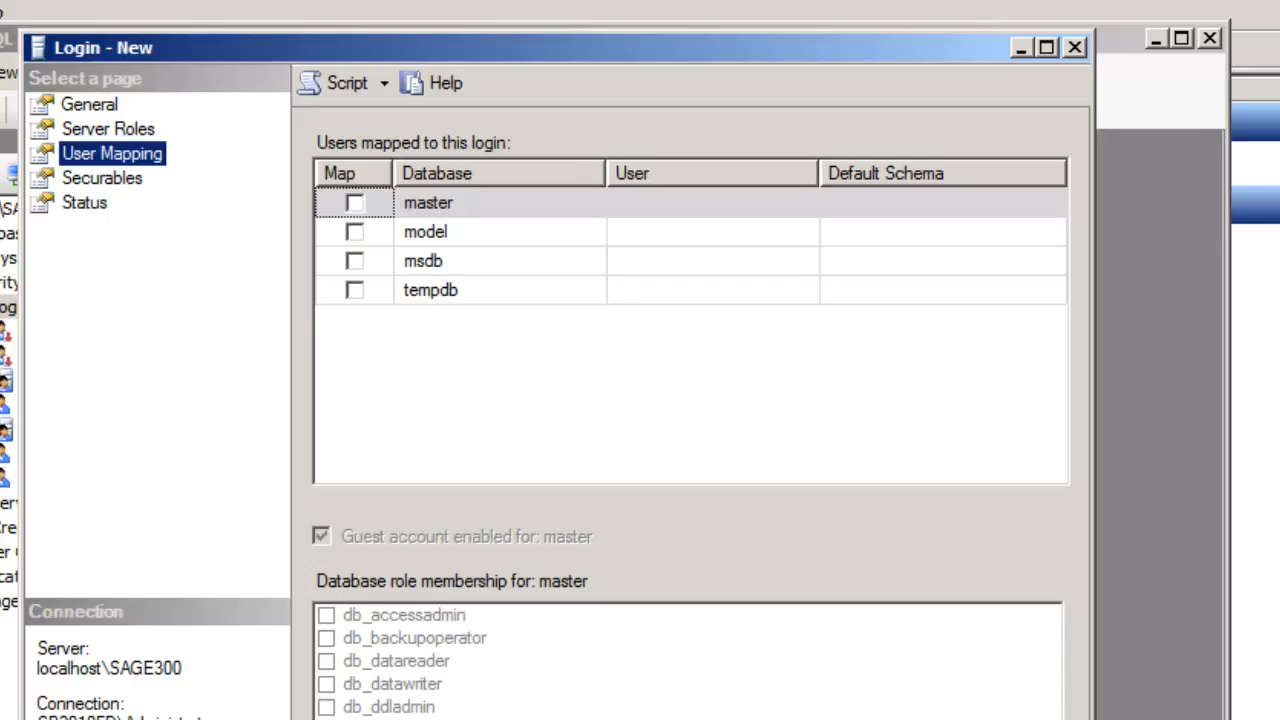 Login - New
Select a page
General
Server Roles
User Mapping
Securables
Status
Connection
Server:
localhost\SAGE300
Connection:
Script
Help
Users mapped to this login:
Map Database User Default Schema
master
model
msdb
tempdb
Guest account enabled for: master
Database role membership for: master
db_accessadmin
db_backupoperator
db_datareader
db_datawriter
db_ddladmin